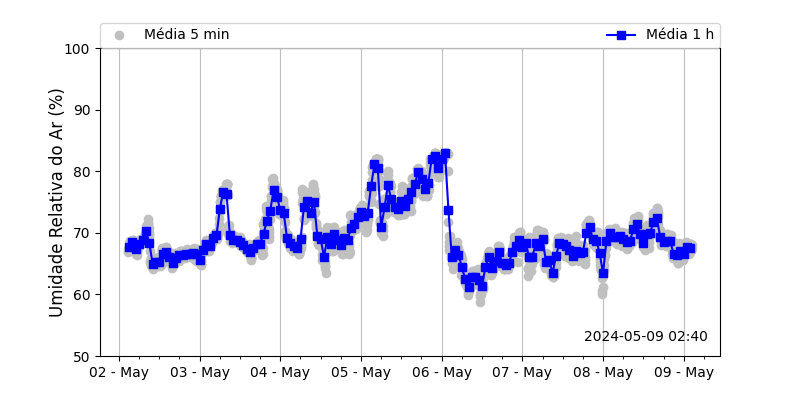 Média 5 min
Média 1 h
Umidade Relativa do Ar (%)
100
90
80
70
60
50
2024-05-09 02:40
02 - May
03 - May
04 - May
05 - May
06 - May
07 - May
08 - May
09 - May